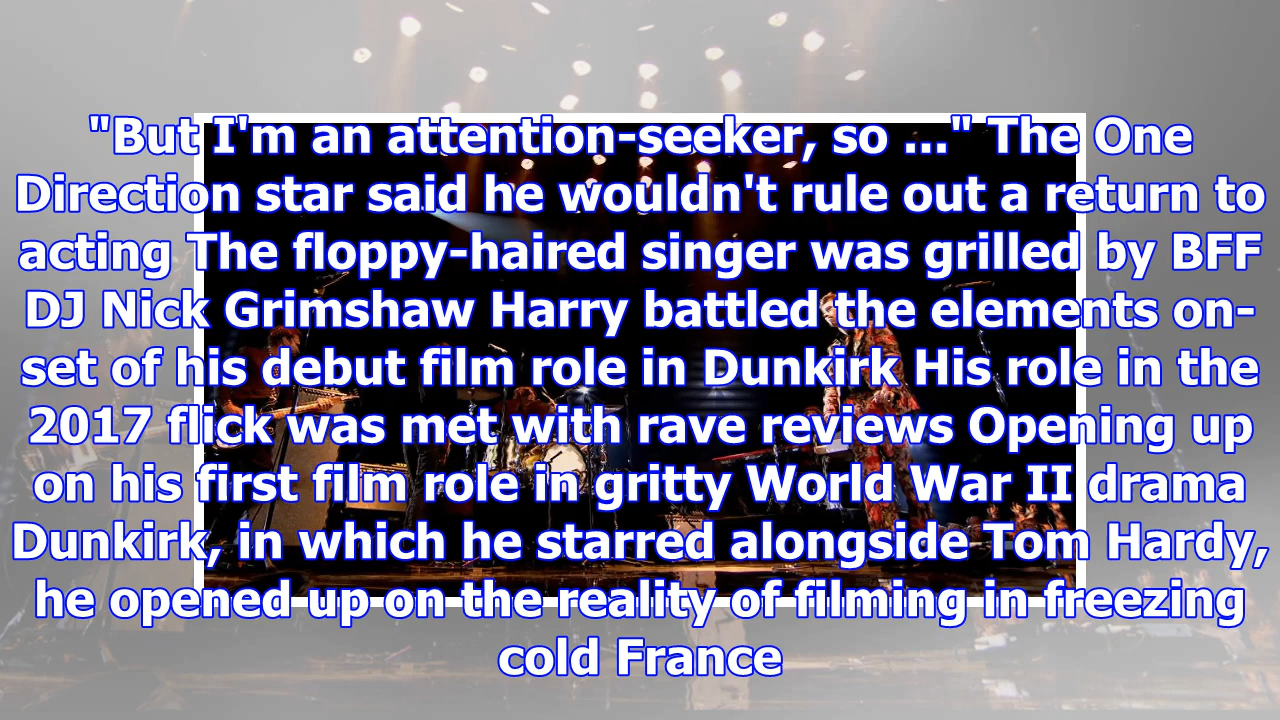 "But I'm an attention-seeker, so ..." The One
Direction star said he wouldn't rule out a return to
acting The floppy-haired singer was grilled by BFF
DJ Nick Grimshaw Harry battled the elements on-
set of his debut film role in Dunkirk His role in the
2017 flick was met with rave reviews Opening up
on his first film role in gritty World War II drama
Dunkirk, in which he starred alongside Tom Hardy,
he opened up on the reality of filming in freezing
cold France